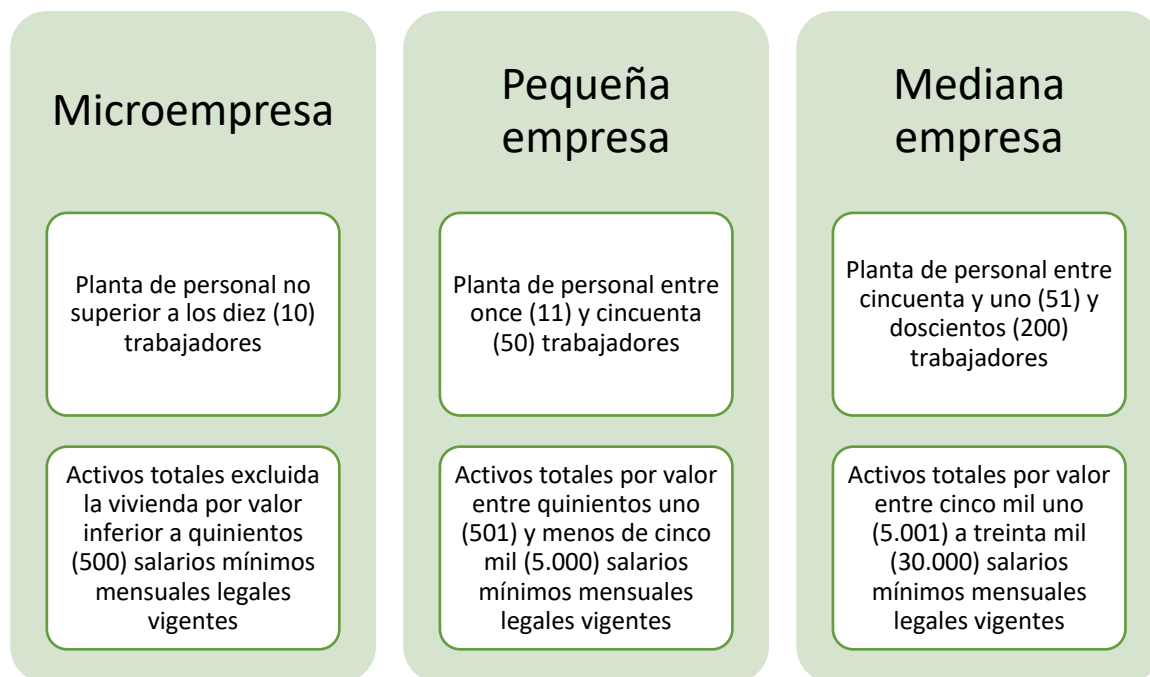 Microempresa
Planta de personal no
superior a los diez (10)
trabajadores
Activos totales excluida
la vivienda por valor
inferior a quinientos
(500) salarios mínimos
mensuales legales
vigentes
Pequeña
empresa
Planta de personal entre
once (11) y cincuenta
(50) trabajadores
Activos totales por valor
entre quinientos uno
(501) y menos de cinco
mil (5.000) salarios
mínimos mensuales
legales vigentes
Mediana
empresa
Planta de personal entre
cincuenta y uno (51) y
doscientos (200)
trabajadores
Activos totales por valor
entre cinco mil uno
(5.001) a treinta mil
(30.000) salarios
mínimos mensuales
legales vigentes